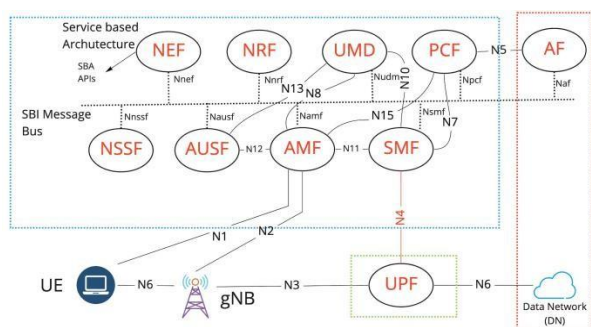 Service based
Archutecture
SBA
APIs
NEF
NRF
UMD
PCF
N5
AF
N10
Nnef
Nnrf
N13
N8
Nudm
Npcf
Naf
SBI Message
Bus
Nnssf
Nausf
Namf
N15
Nsmf
N7
NSSF
AUSF
N12
AMF
N11
SMF
N1
N2
N4
UE
N6
gNB
N3
UPF
N6
Data Network
(DN)